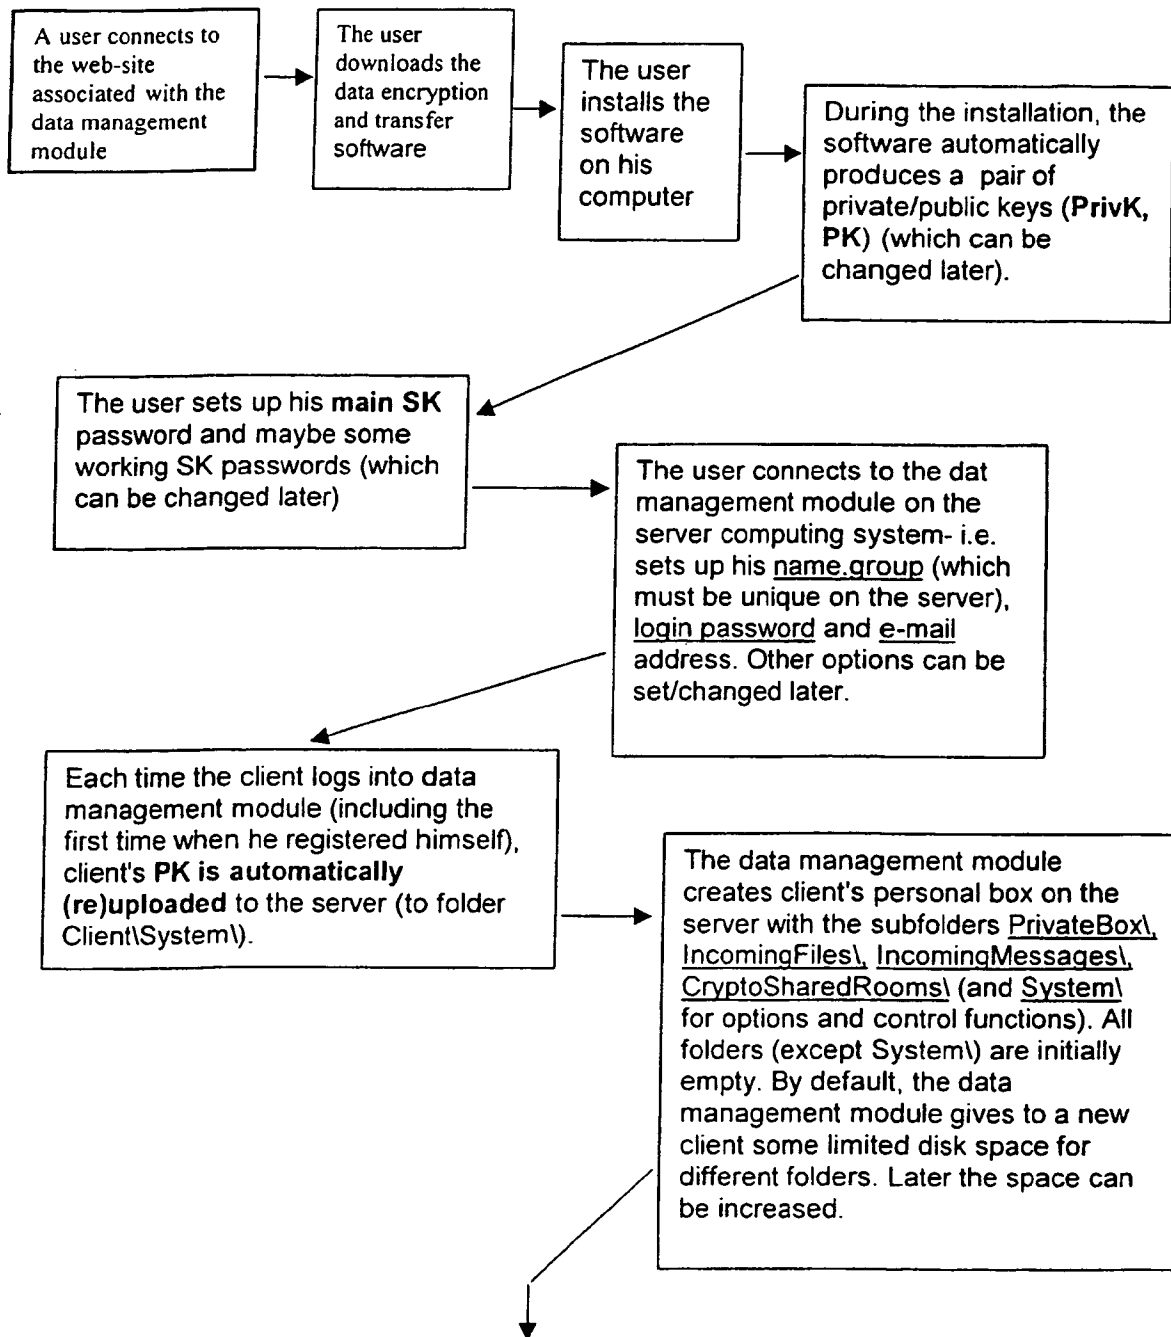 A user connects to
the web-site
associated with the
data management
module
The user
downloads the
data encryption
and transfer
software
The user
installs the
software
on his
computer
During the installation, the
software automatically
produces a pair of
private/public keys (PrivK,
PK) (which can be
changed later).
The user sets up his main SK
password and maybe some
working SK passwords (which
can be changed later)
The user connects to the dat
management module on the
server computing system- i.e.
sets up his name.group (which
must be unique on the server),
login password and e-mail
address. Other options can be
set/changed later.
Each time the client logs into data
management module (including the
first time when he registered himself),
client's PK is automatically
(re)uploaded to the server (to folder
Client\System\).
The data management module
creates client's personal box on the
server with the subfolders PrivateBox\,
IncomingFiles\, IncomingMessages\,
CryptoSharedRooms\ (and System\
for options and control functions). All
folders (except System\) are initially
empty. By default, the data
management module gives to a new
client some limited disk space for
different folders. Later the space can
be increased.